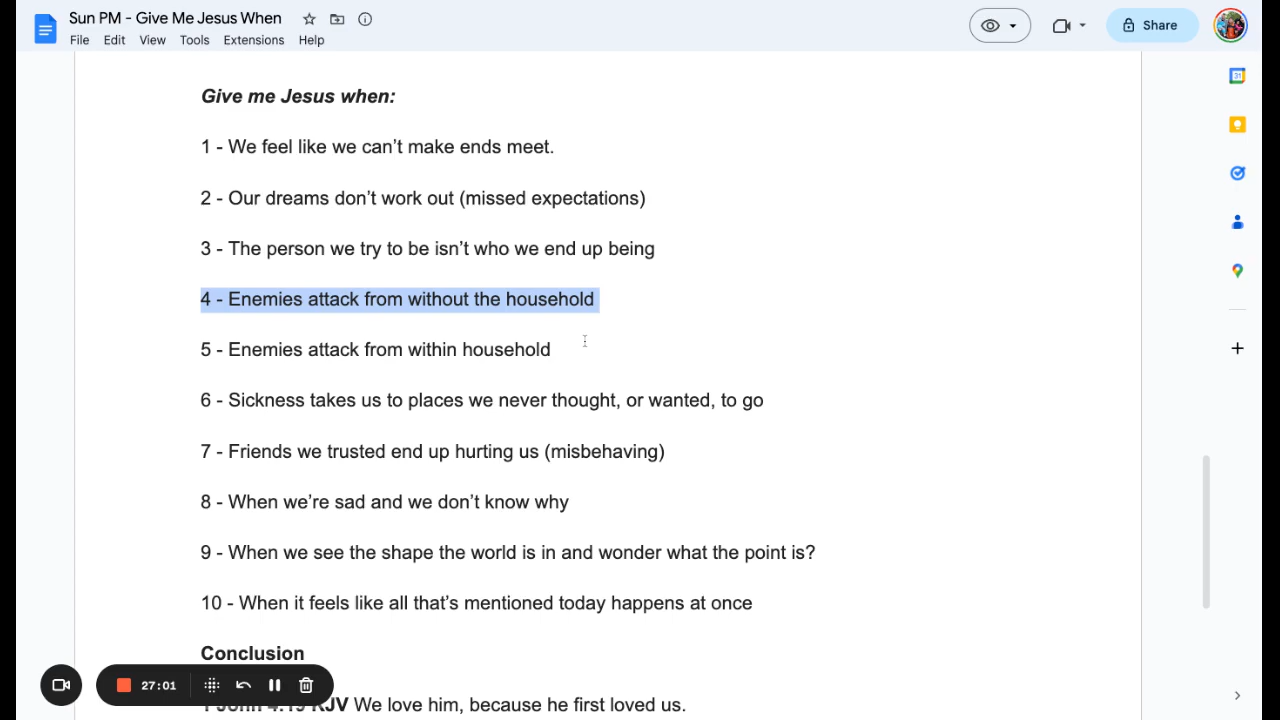 Sun PM - Give Me Jesus When
File Edit View Tools Extensions Help
Share
31
Give me Jesus when:
1 - We feel like we can't make ends meet.
2 - Our dreams don't work out (missed expectations)
3 - The person we try to be isn't who we end up being
4 - Enemies attack from without the household
5 - Enemies attack from within household
6 - Sickness takes us to places we never thought, or wanted, to go
7 - Friends we trusted end up hurting us (misbehaving)
8 - When we're sad and we don't know why
9 - When we see the shape the world is in and wonder what the point is?
10 - When it feels like all that's mentioned today happens at once
Conclusion
27:01
1 John 4:19 KJV We love him, because he first loved us.